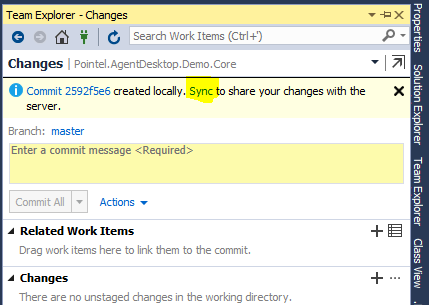 Team Explorer - Changes
Search Work Items (Ctrl+')
Changes | Pointel.AgentDesktop.Demo.Core
Commit 2592f5e6 created locally. Sync to share your changes with the
server.
Branch: master
Enter a commit message <Required>
Commit All
Actions
Related Work Items
Drag work items here to link them to the commit.
Changes
There are no unstaged changes in the working directory.
Properties
Solution Explorer
Team Explorer
Class View